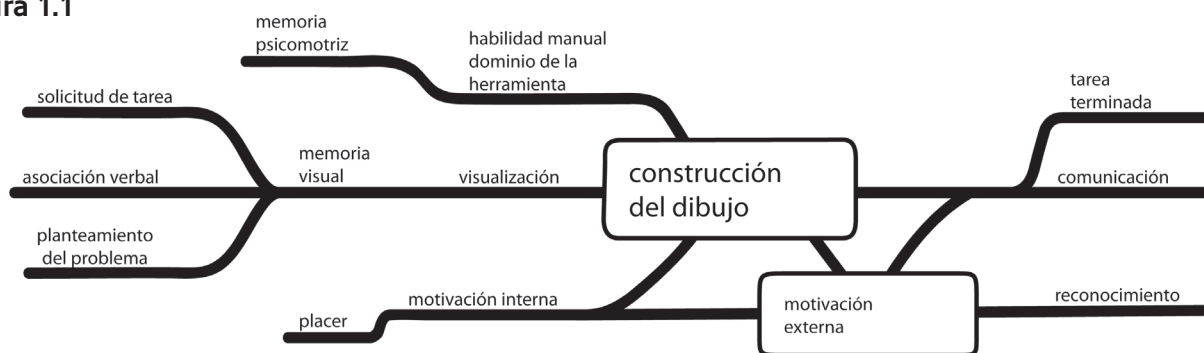 1.1
memoria
psicomotriz
habilidad manual
dominio de la
herramienta
solicitud de tarea
tarea
terminada
memoria
visual
asociación verbal
visualización
construcción
del dibujo
comunicación
planteamiento
del problema
motivación interna
placer
motivación
externa
reconocimiento